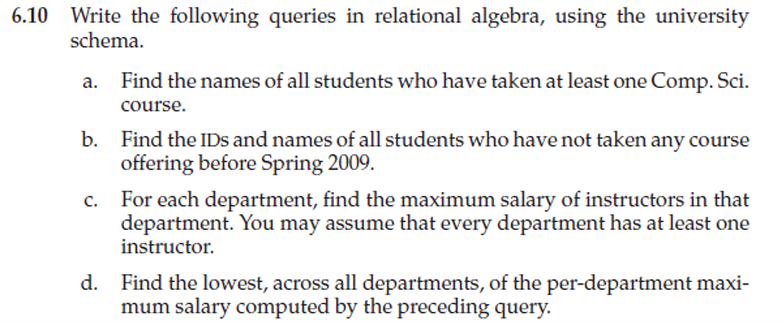 6.10 Write the following queries in relational algebra, using the university
schema.
a. Find the names of all students who have taken at least one Comp. Sci.
course.
b. Find the IDs and names of all students who have not taken any course
offering before Spring 2009.
c. For each department, find the maximum salary of instructors in that
department. You may assume that every department has at least one
instructor.
d. Find the lowest, across all departments, of the per-department maxi-
mum salary computed by the preceding query.